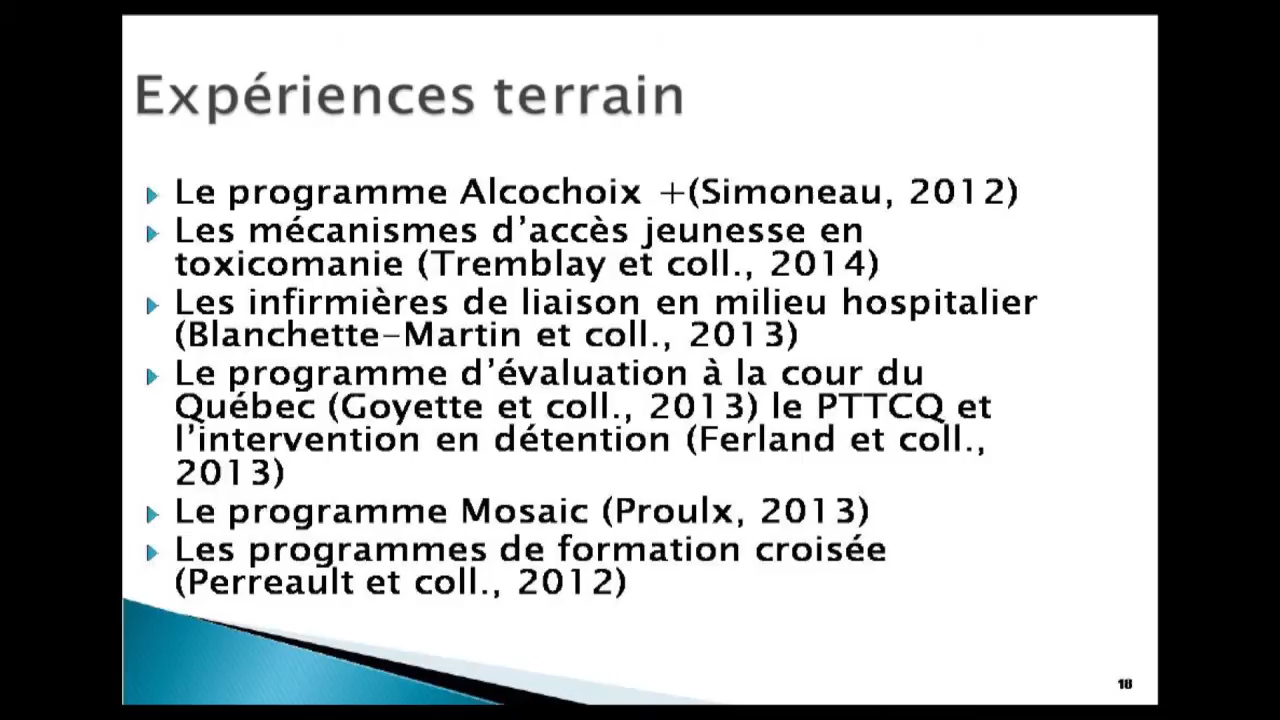 Expériences terrain
Le programme Alcochoix +(Simoneau, 2012)
Les mécanismes d’accès jeunesse en
toxicomanie (Tremblay et coll., 2014)
Les infirmières de liaison en milieu hospitalier
(Blanchette-Martin et coll., 2013)
Le programme d’évaluation à la cour du
Québec (Goyette et coll., 2013) le PTTCQ et
l’intervention en détention (Ferland et coll.,
2013)
Le programme Mosaic (Proulx, 2013)
Les programmes de formation croisée
(Perreault et coll., 2012)
18